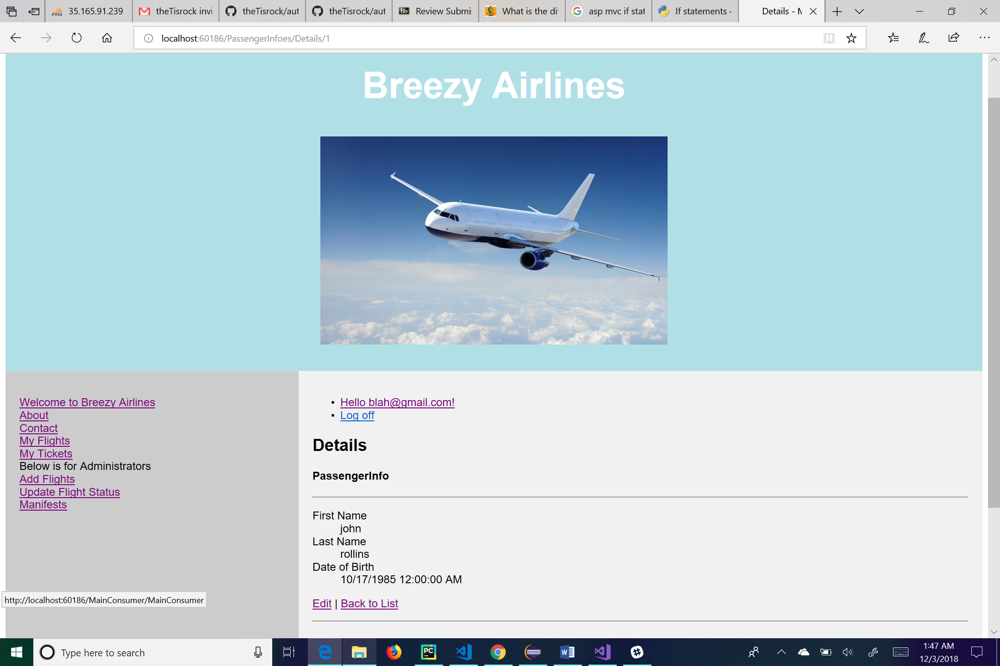 PMA
35.165.91.239
theTisrock invi
theTisrock/aut
theTisrock/aut
Bb
Review Submi
What is the di
asp mvc if stat
If statements -
Details - M
localhost:60186/PassengerInfoes/Details/1
Breezy Airlines
Welcome to Breezy Airlines
About
Contact
My Flights
My Tickets
Below is for Administrators
Add Flights
Update Flight Status
Manifests
• Hello blah@gmail.com!
• Log off
Details
PassengerInfo
First Name
john
Last Name
rollins
Date of Birth
10/17/1985 12:00:00 AM
Edit | Back to List
http://localhost:60186/MainConsumer/MainConsumer
Type here to search
PC
1:47 AM
12/3/2018